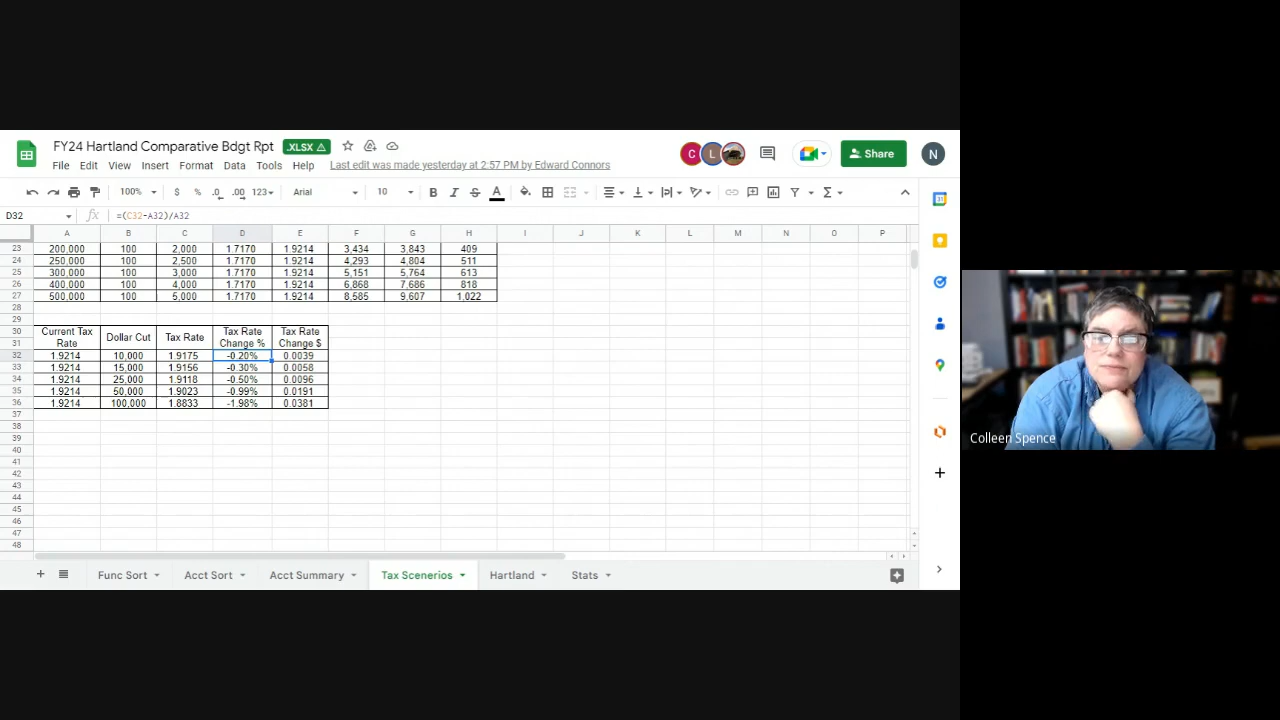 FY24 Hartland Comparative Bdgt Rpt .XLSX
File Edit View Insert Format Data Tools Help Last edit was made yesterday at 2:57 PM by Edward Connors
C L Share N
100% $ % .0 .00 123 Arial 10 B I S A Σ
D32 fx =(C32-A32)/A32
A B C D E F G H I J K L M N O P
23 200,000 100 2,000 1.7170 1.9214 3,434 3,843 409
24 250,000 100 2,500 1.7170 1.9214 4,293 4,804 511
25 300,000 100 3,000 1.7170 1.9214 5,151 5,764 613
26 400,000 100 4,000 1.7170 1.9214 6,868 7,686 818
27 500,000 100 5,000 1.7170 1.9214 8,585 9,607 1,022
28
29
30 Current Tax Dollar Cut Tax Rate Tax Rate Tax Rate
31 Rate Change % Change $
32 1.9214 10,000 1.9175 -0.20% 0.0039
33 1.9214 15,000 1.9156 -0.30% 0.0058
34 1.9214 25,000 1.9118 -0.50% 0.0096
35 1.9214 50,000 1.9023 -0.99% 0.0191
36 1.9214 100,000 1.8833 -1.98% 0.0381
37
38
39
40
41
42
43
44
45
46
47
48
Func Sort Acct Sort Acct Summary Tax Scenerios Hartland Stats
Colleen Spence